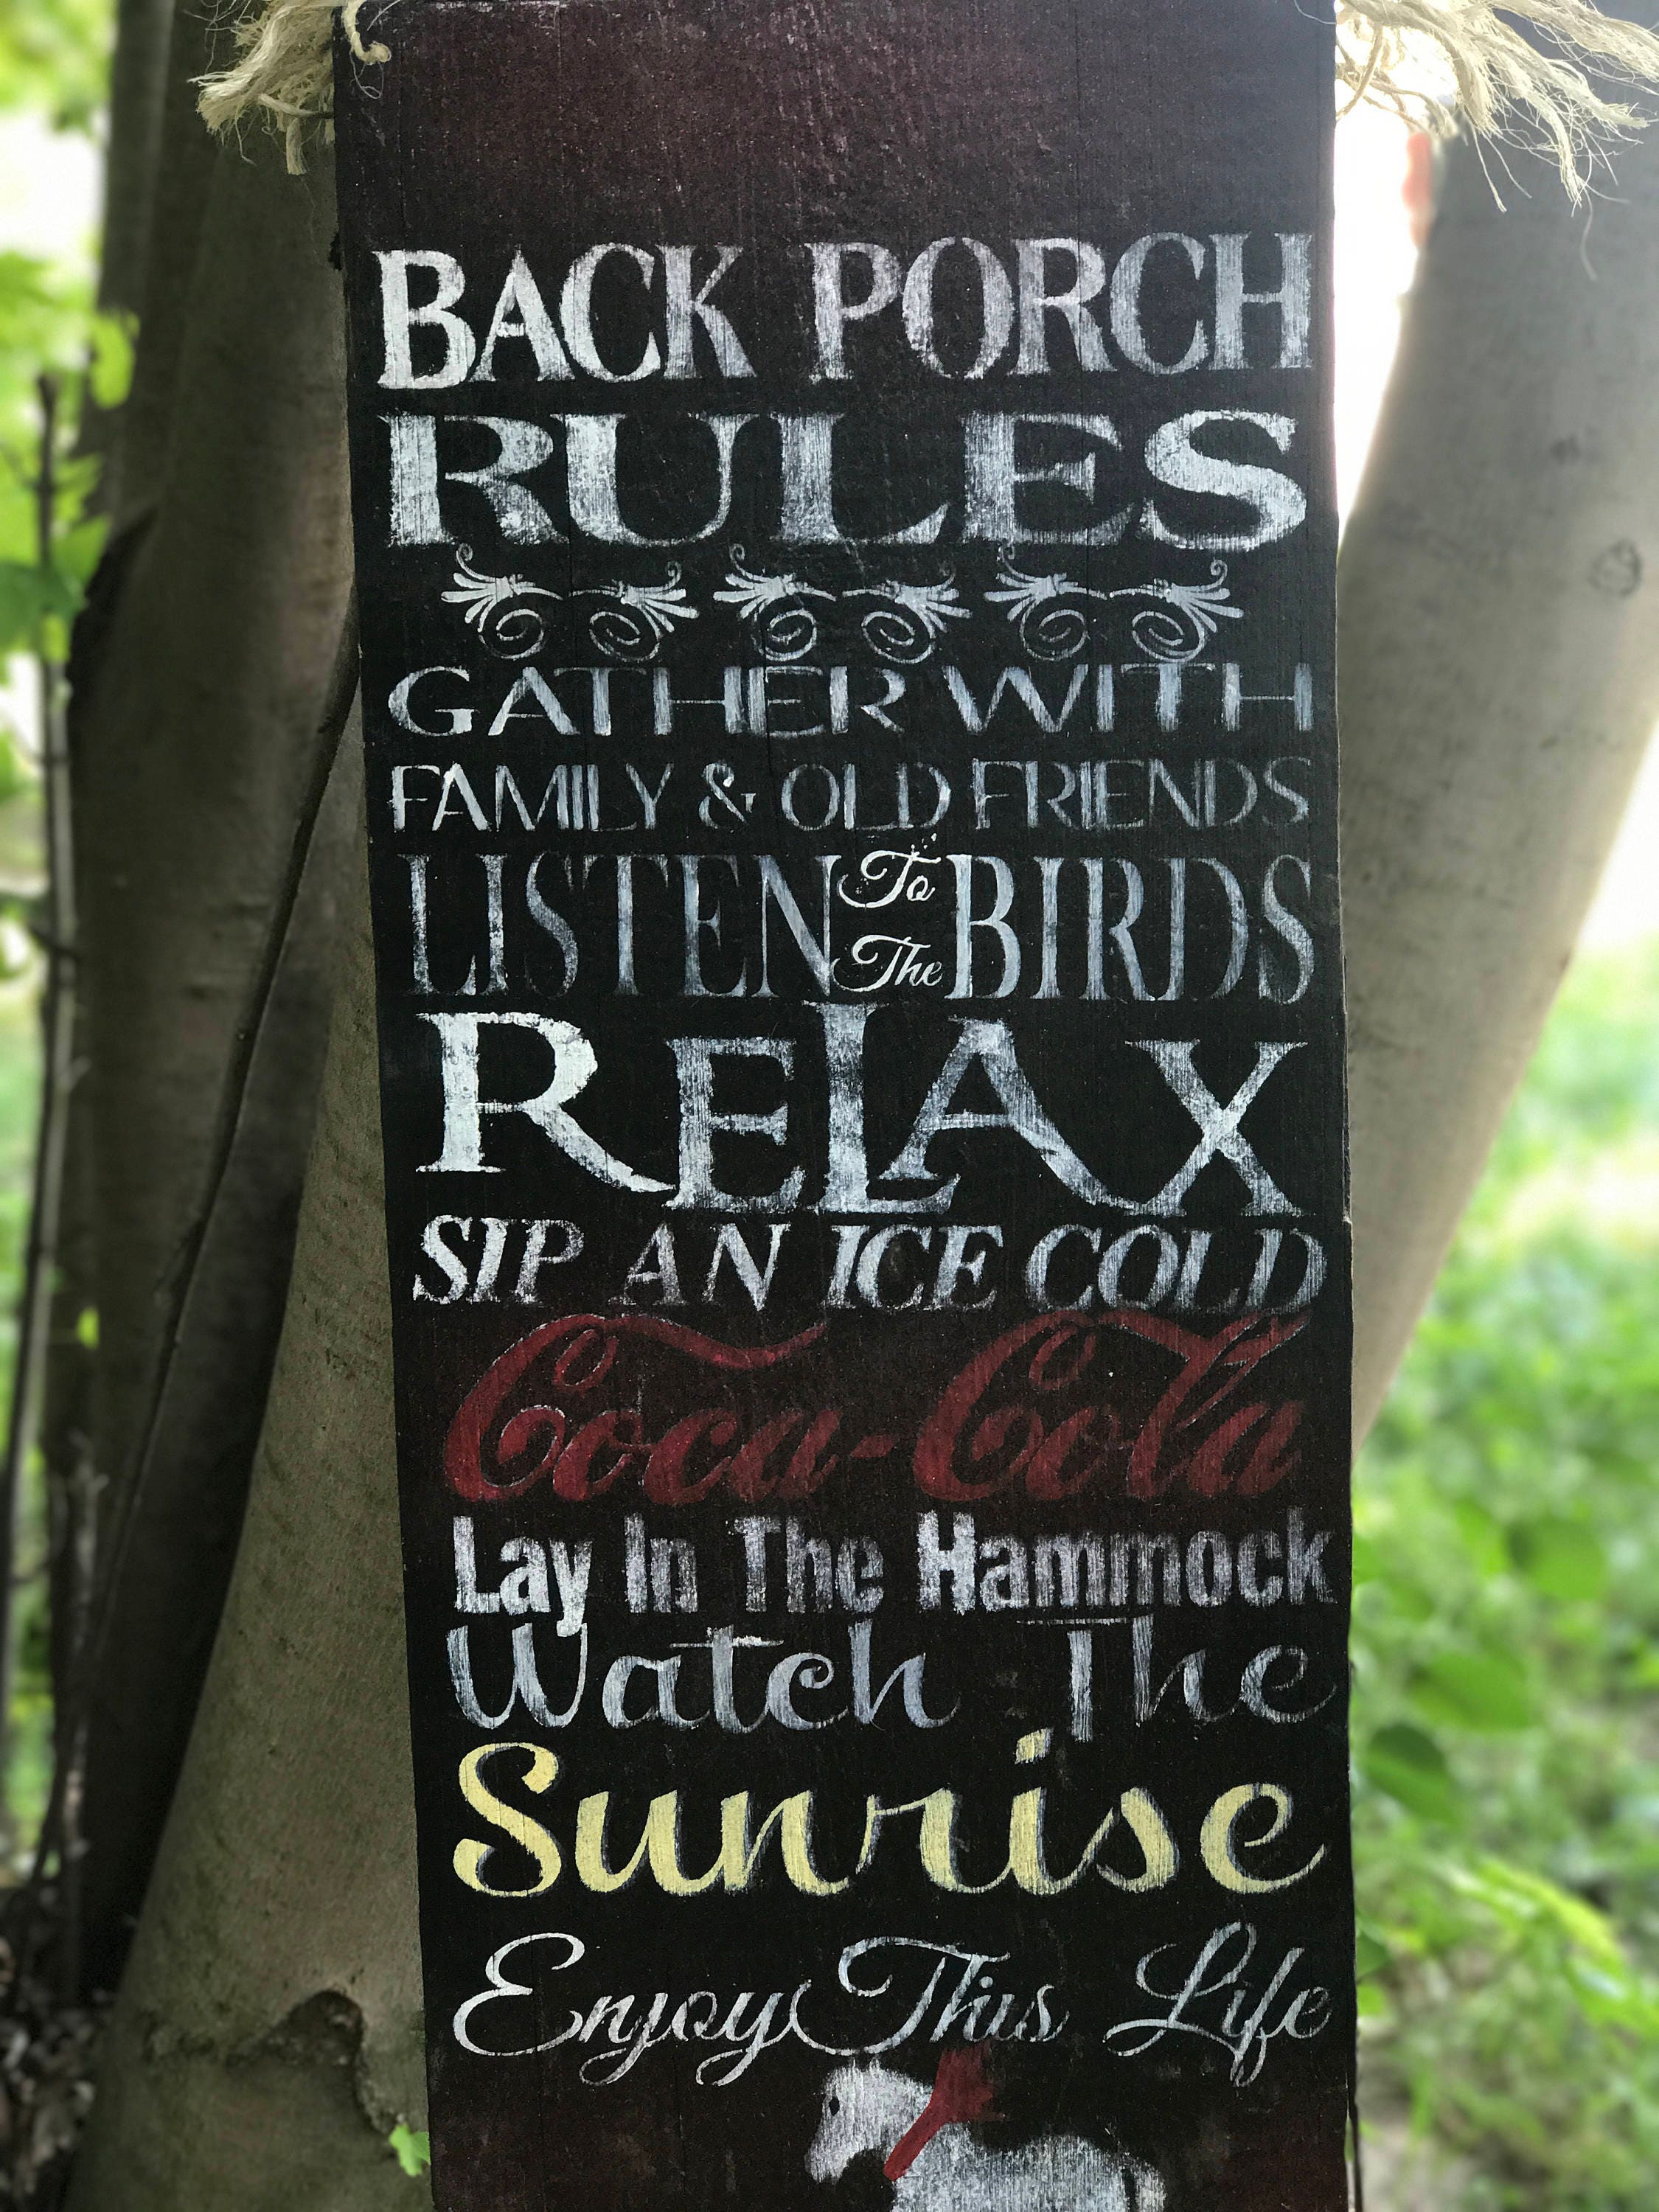 BACK PORCH
RULES
GATHER WITH
FAMILY & OLD FRIENDS
LISTEN To The BIRDS
RELAX
SIP AN ICE COLD
Coca-Cola
Lay In The Hammock
Watch The
Sunrise
Enjoy This Life